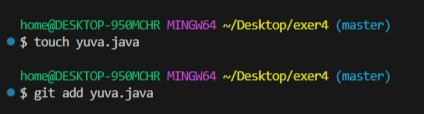 home@DESKTOP-950MCHR MINGW64 ~/Desktop/exer4 (master)
$ touch yuva.java
home@DESKTOP-950MCHR MINGW64 ~/Desktop/exer4 (master)
$ git add yuva.java